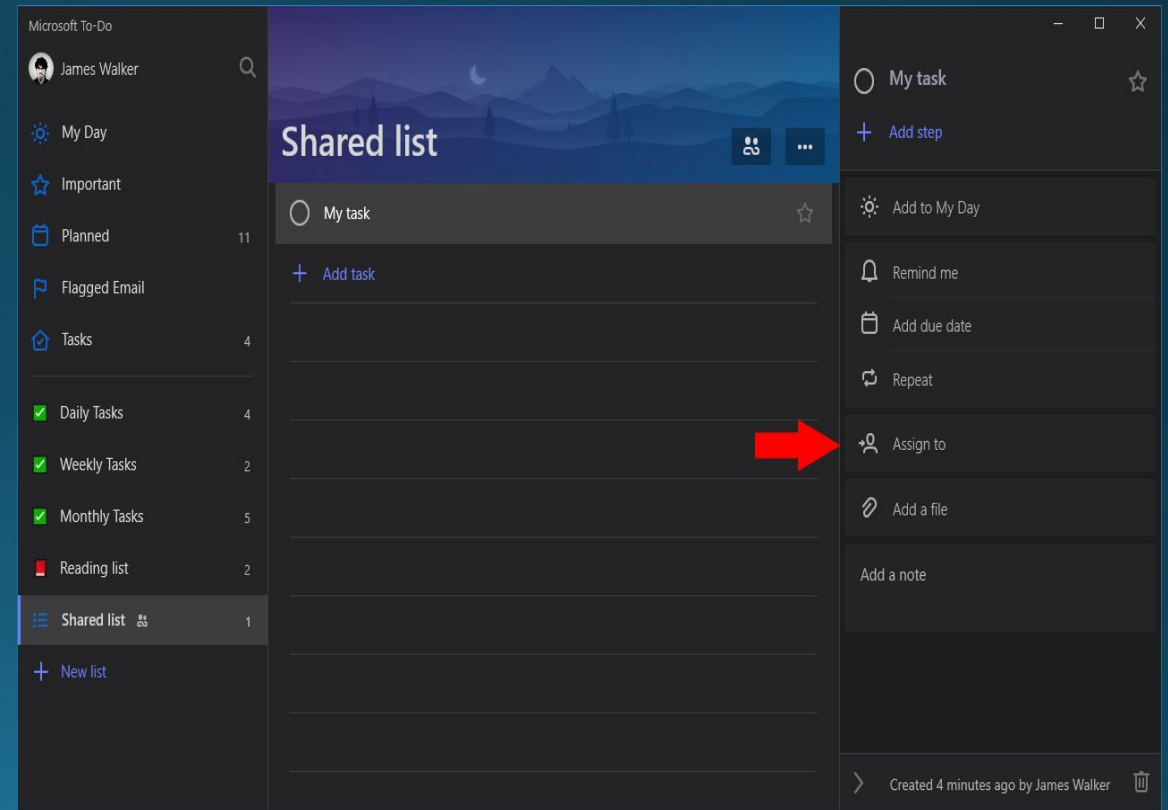 Microsoft To-Do
James Walker
My Day
Important
Planned 11
Flagged Email
Tasks 4
Daily Tasks 4
Weekly Tasks 2
Monthly Tasks 5
Reading list 2
Shared list 1
New list
Shared list
My task
Add task
My task
Add step
Add to My Day
Remind me
Add due date
Repeat
Assign to
Add a file
Add a note
Created 4 minutes ago by James Walker